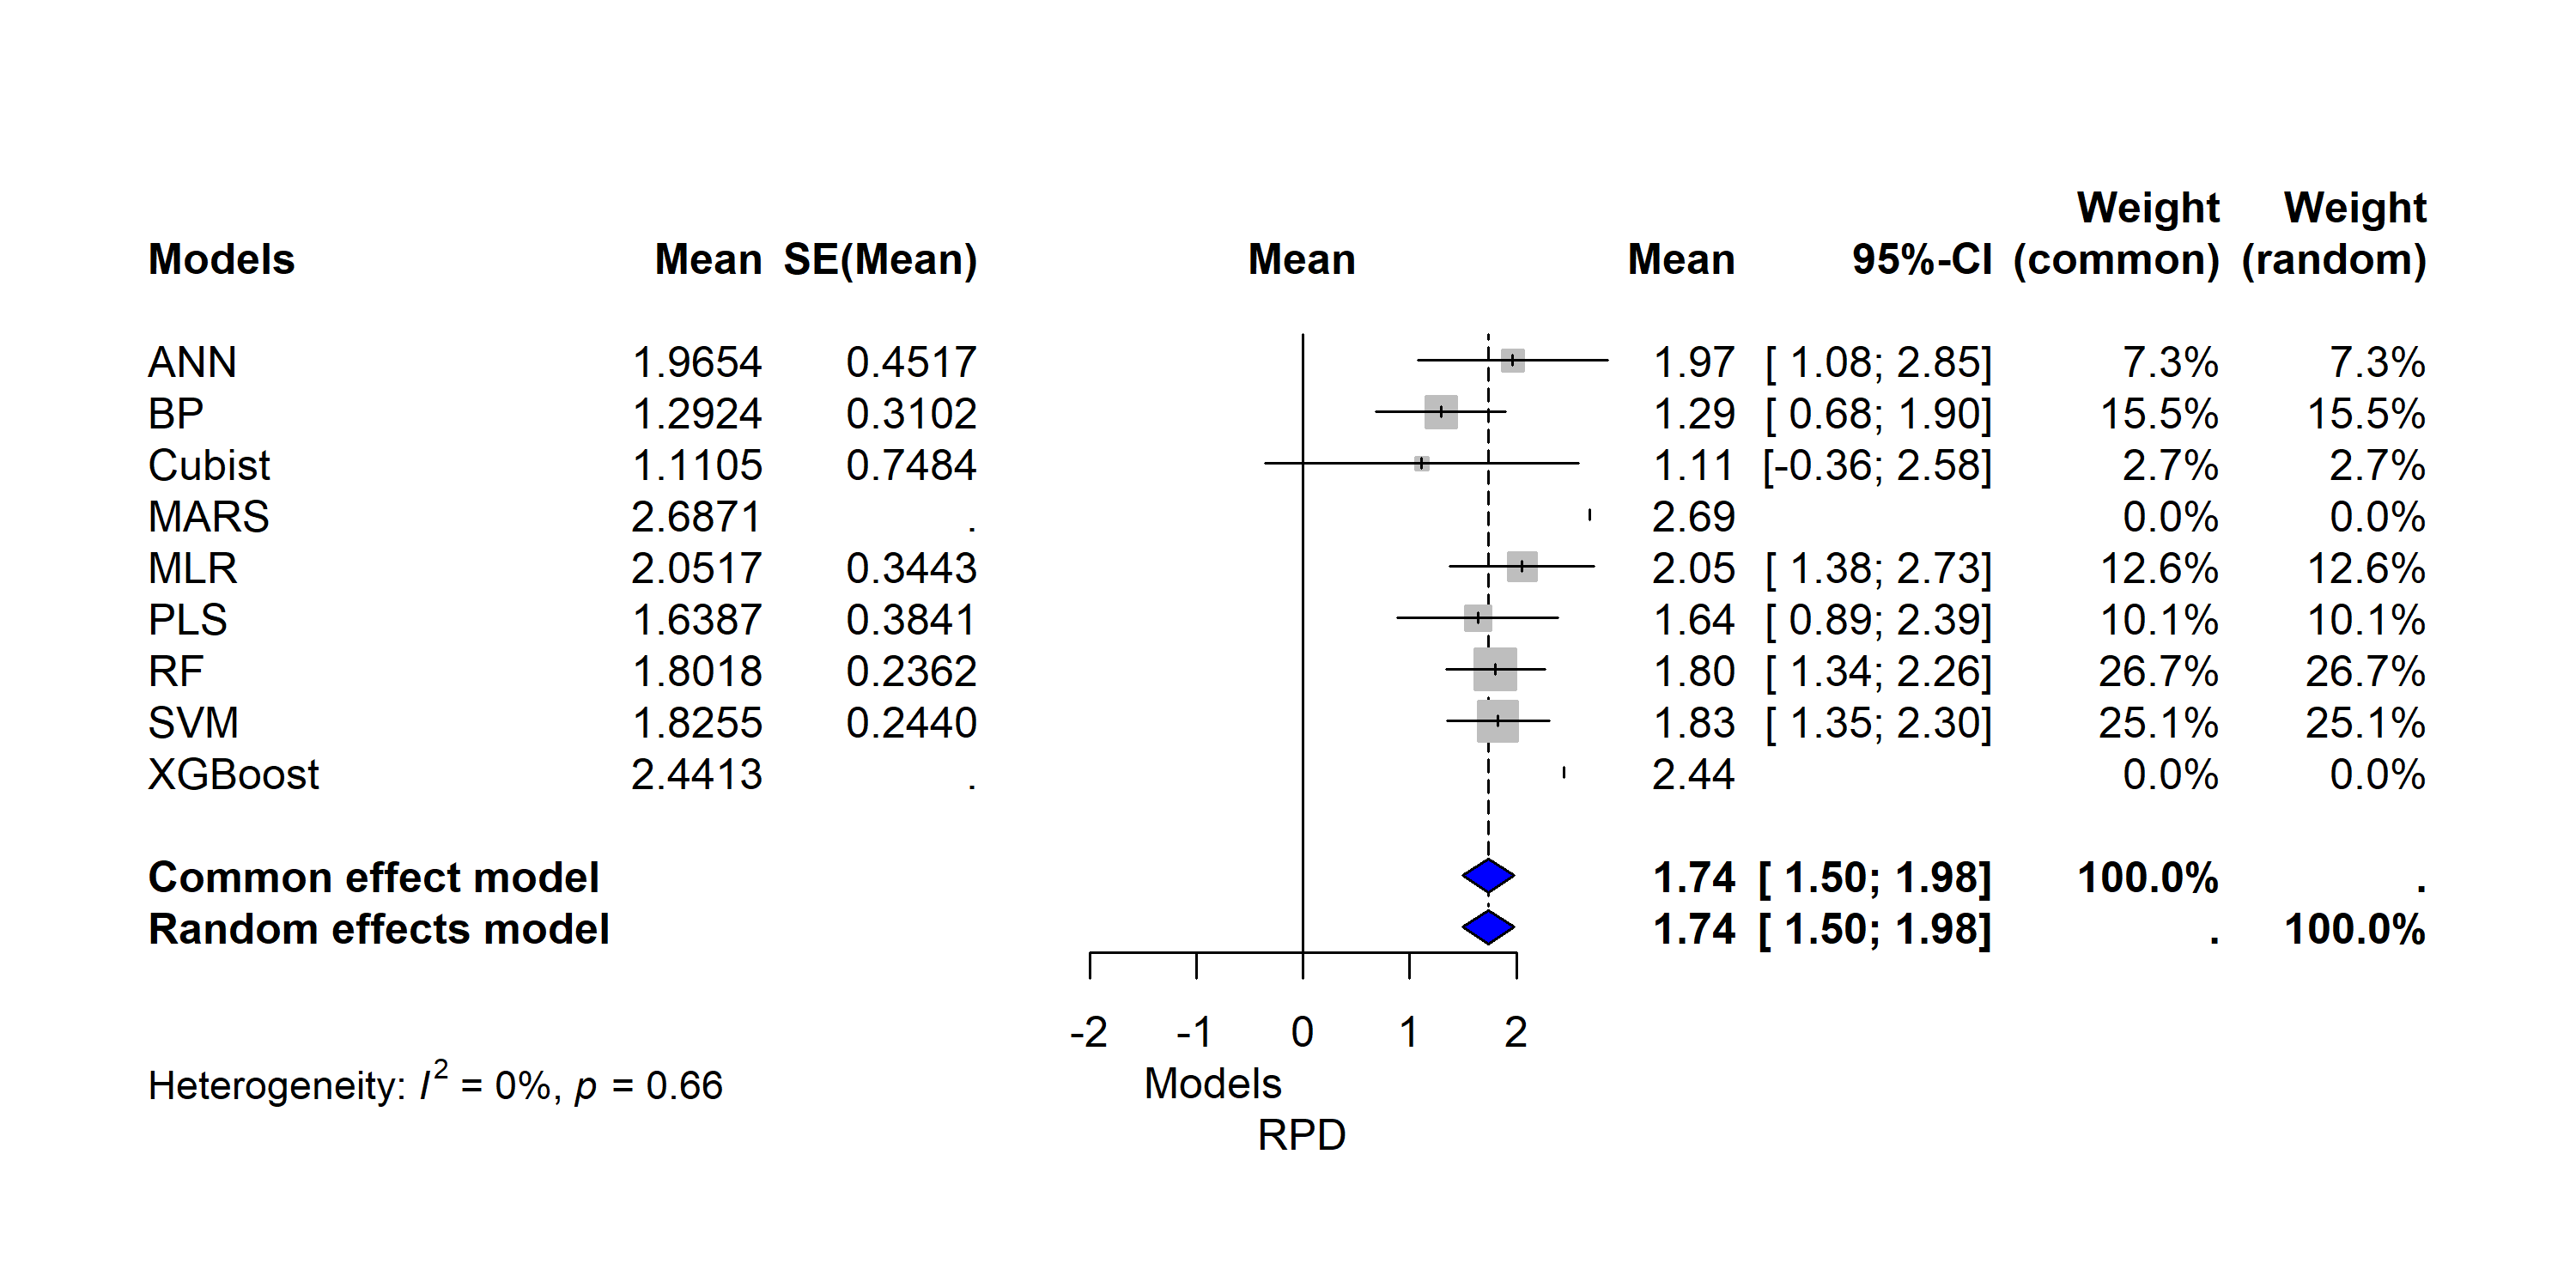 Weight Weight
Models Mean SE(Mean) Mean Mean 95%-CI (common) (random)
ANN 1.9654 0.4517 1.97 [ 1.08; 2.85] 7.3% 7.3%
BP 1.2924 0.3102 1.29 [ 0.68; 1.90] 15.5% 15.5%
Cubist 1.1105 0.7484 1.11 [-0.36; 2.58] 2.7% 2.7%
MARS 2.6871 . 2.69 0.0% 0.0%
MLR 2.0517 0.3443 2.05 [ 1.38; 2.73] 12.6% 12.6%
PLS 1.6387 0.3841 1.64 [ 0.89; 2.39] 10.1% 10.1%
RF 1.8018 0.2362 1.80 [ 1.34; 2.26] 26.7% 26.7%
SVM 1.8255 0.2440 1.83 [ 1.35; 2.30] 25.1% 25.1%
XGBoost 2.4413 . 2.44 0.0% 0.0%
Common effect model 1.74 [ 1.50; 1.98] 100.0% .
Random effects model 1.74 [ 1.50; 1.98] . 100.0%
-2 -1 0 1 2
Heterogeneity: I² = 0%, p = 0.66 Models
RPD